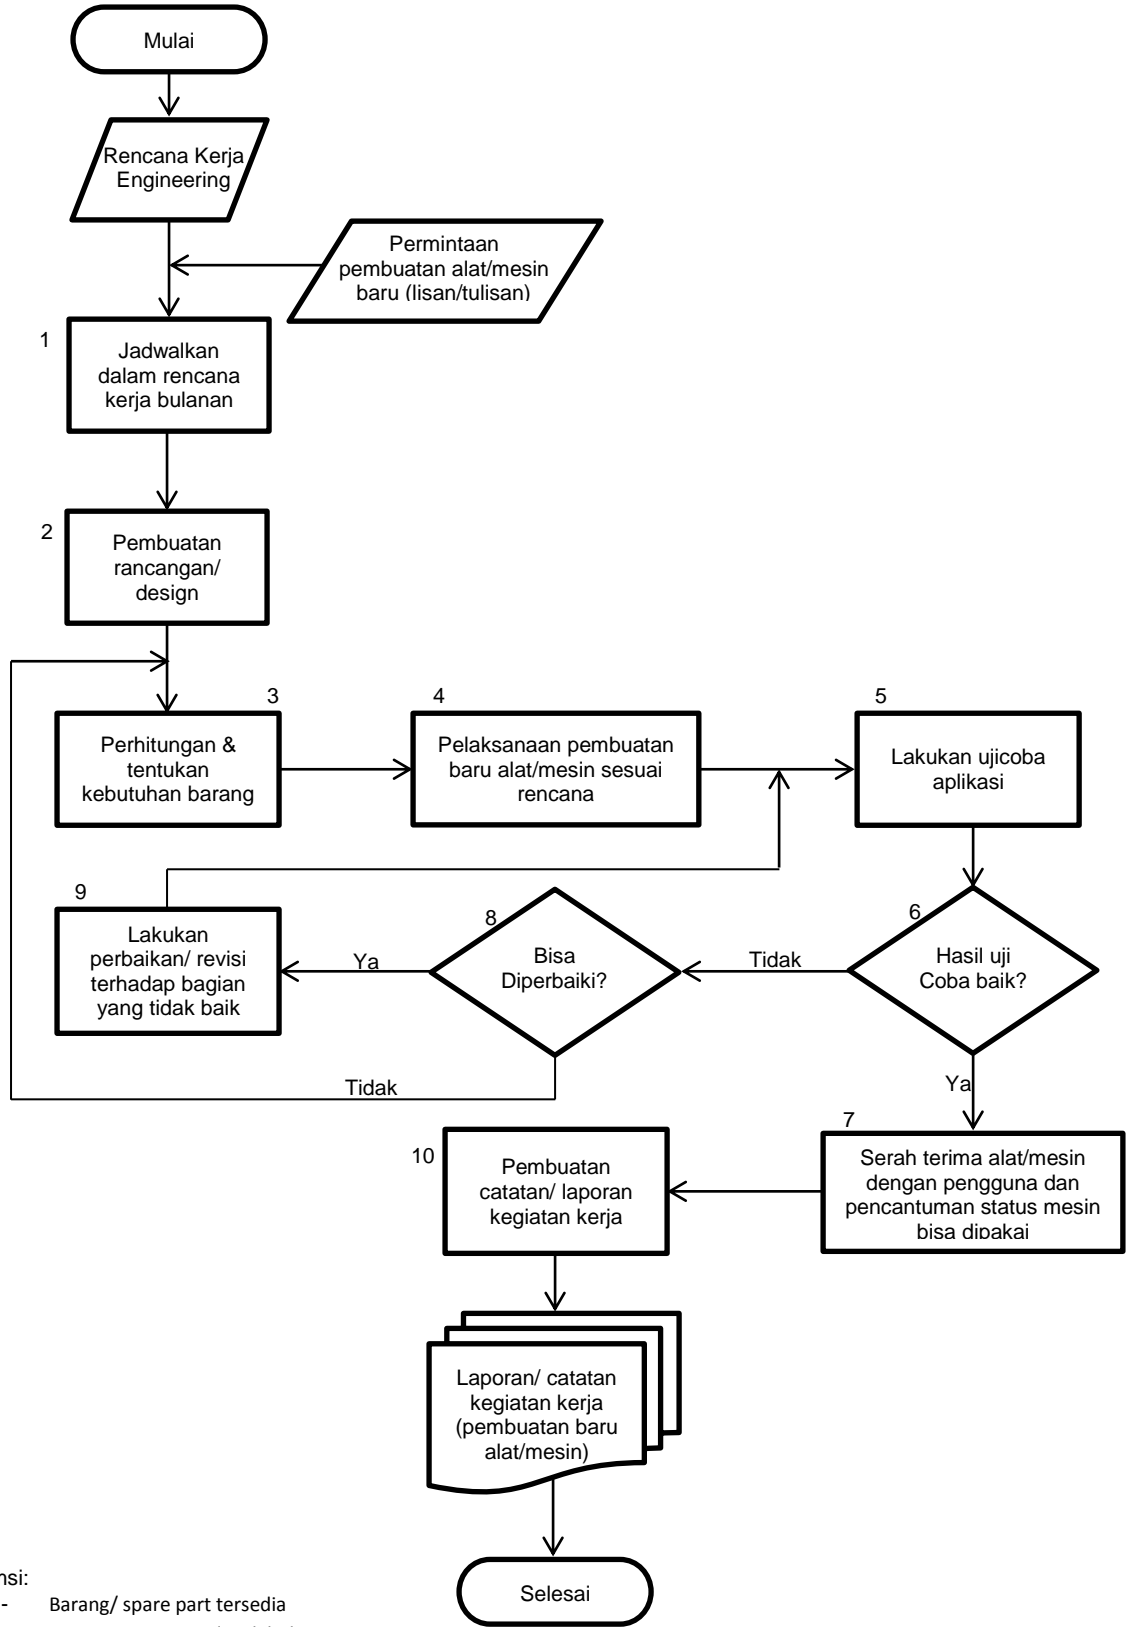 Mulai
Rencana Kerja
Engineering
Permintaan
pembuatan alat/mesin
baru (lisan/tulisan)
1
Jadwalkan
dalam rencana
kerja bulanan
2
Pembuatan
rancangan/
design
3
Perhitungan &
tentukan
kebutuhan barang
4
Pelaksanaan pembuatan
baru alat/mesin sesuai
rencana
5
Lakukan ujicoba
aplikasi
6
Hasil uji
Coba baik?
Tidak
8
Bisa
Diperbaiki?
Ya
9
Lakukan
perbaikan/ revisi
terhadap bagian
yang tidak baik
Tidak
Ya
7
Serah terima alat/mesin
dengan pengguna dan
pencantuman status mesin
bisa dipakai
10
Pembuatan
catatan/ laporan
kegiatan kerja
Laporan/ catatan
kegiatan kerja
(pembuatan baru
alat/mesin)
Selesai
nsi:
- Barang/ spare part tersedia